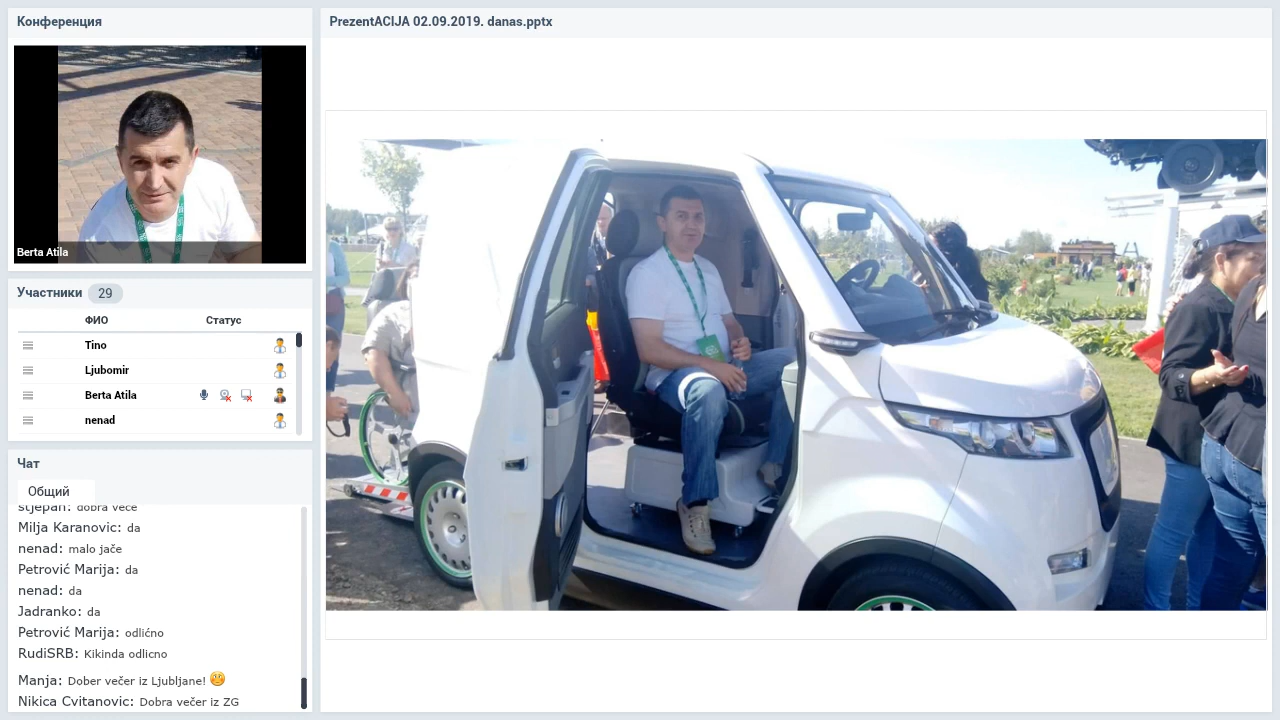 Конференция
Berta Atila
Участники 29
ФИО Статус
Tino
Ljubomir
Berta Atila
nenad
Чат
Общий
stjepan: dobra veče
Milja Karanovic: da
nenad: malo jače
Petrović Marija: da
nenad: da
Jadranko: da
Petrović Marija: odlićno
RudiSRB: Kikinda odlicno
Manja: Dober večer iz Ljubljane!
Nikica Cvitanovic: Dobra večer iz ZG
PrezentACIJA 02.09.2019. danas.pptx